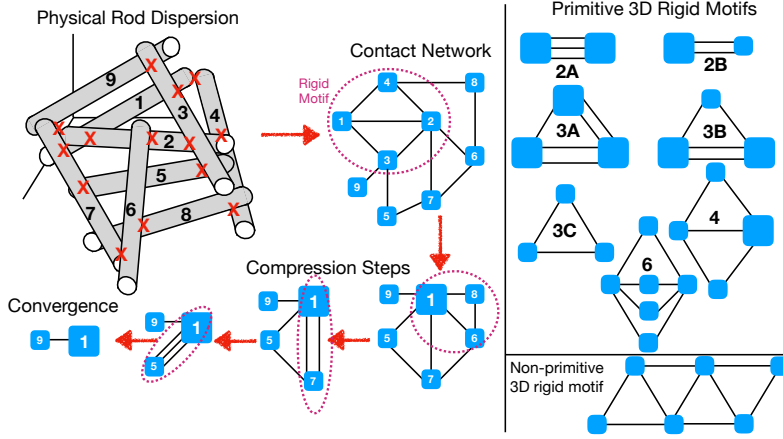 Physical Rod Dispersion
9
1
3
4
2
5
7
6
8
X
X
X
X
X
X
X
X
X
X
X
X
X
X
Contact Network
Rigid
Motif
4
8
1
2
3
6
9
5
7
Compression Steps
Convergence
9
1
9
1
5
9
1
5
7
9
1
8
5
6
7
Primitive 3D Rigid Motifs
2A
2B
3A
3B
3C
4
6
Non-primitive
3D rigid motif